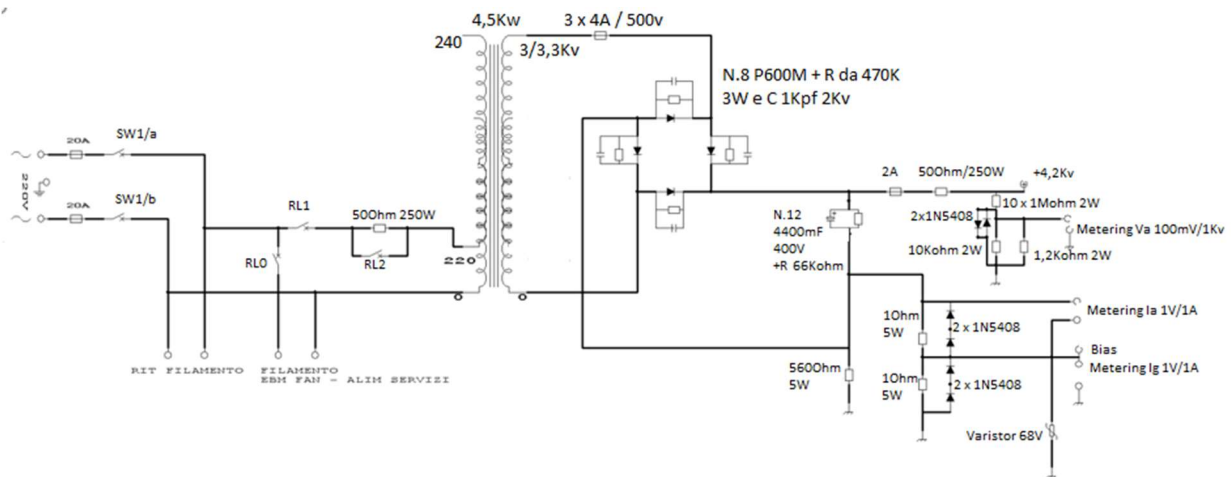 4,5Kw
3 x 4A / 500v
240
3/3,3Kv
N.8 P600M + R da 470K
3W e C 1Kpf 2Kv
20A
SW1/a
220V
20A
SW1/b
RL1
50Ohm 250W
RL2
RL0
220
0
0
2A
50Ohm/250W
+4,2Kv
10 x 1Mohm 2W
2x1N5408
Metering Va 100mV/1Kv
10Kohm 2W
1,2Kohm 2W
N.12
4400mF
400V
+R 66Kohm
Metering Ia 1V/1A
1Ohm
5W
2 x 1N5408
Bias
Metering Ig 1V/1A
RIT FILAMENTO
FILAMENTO
EBM FAN - ALIM SERVIZI
560Ohm
5W
1Ohm
5W
2 x 1N5408
Varistor 68V